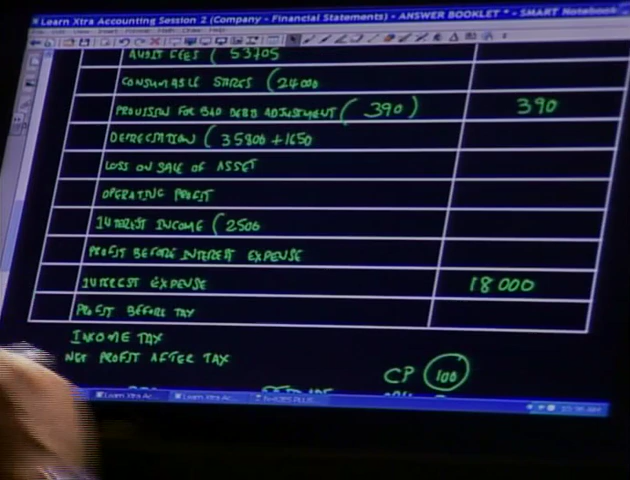 Learn Xtra Accounting Session 2 (Company - Financial Statements) - ANSWER BOOKLET * - SMART Notebook
AUDIT FEES ( 53705
CONSUMABLE STORES (24000
PROVISION FOR BAD DEBT ADJUSTMENT ( 390 ) 390
DEPRECIATION ( 35800 + 1650
LOSS ON SALE OF ASSET
OPERATING PROFIT
INTEREST INCOME ( 2500
PROFIT BEFORE INTEREST EXPENSE
INTEREST EXPENSE 18 000
PROFIT BEFORE TAX
INCOME TAX
NET PROFIT AFTER TAX
CP 100
Learn Xtra Ac... Learn Xtra Ac...